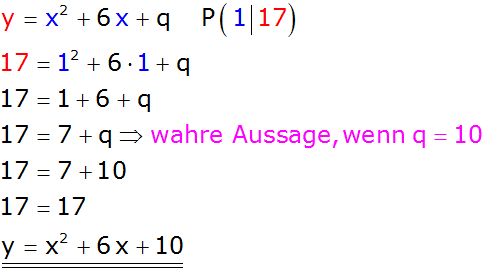 y = x² + 6x + q P(1|17)
17 = 1² + 6·1 + q
17 = 1 + 6 + q
17 = 7 + q ⇒ wahre Aussage, wenn q = 10
17 = 7 + 10
17 = 17
y = x² + 6x + 10